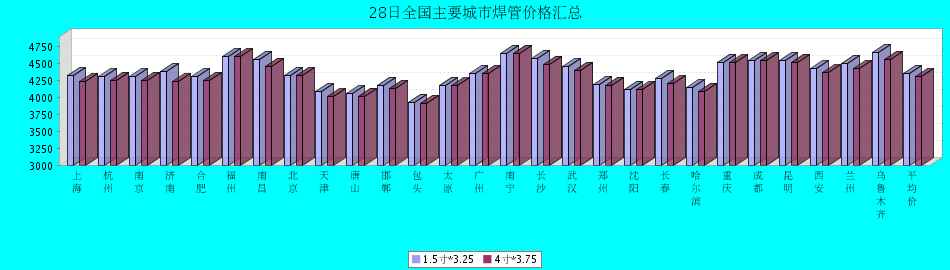 28日全国主要城市焊管价格汇总
4750
4500
4250
4000
3750
3500
3250
3000
上海
杭州
南京
济南
合肥
福州
南昌
北京
天津
唐山
邯郸
包头
太原
广州
南宁
长沙
武汉
郑州
沈阳
长春
哈尔滨
重庆
成都
昆明
西安
兰州
乌鲁木齐
平均价
1.5寸*3.25
4寸*3.75